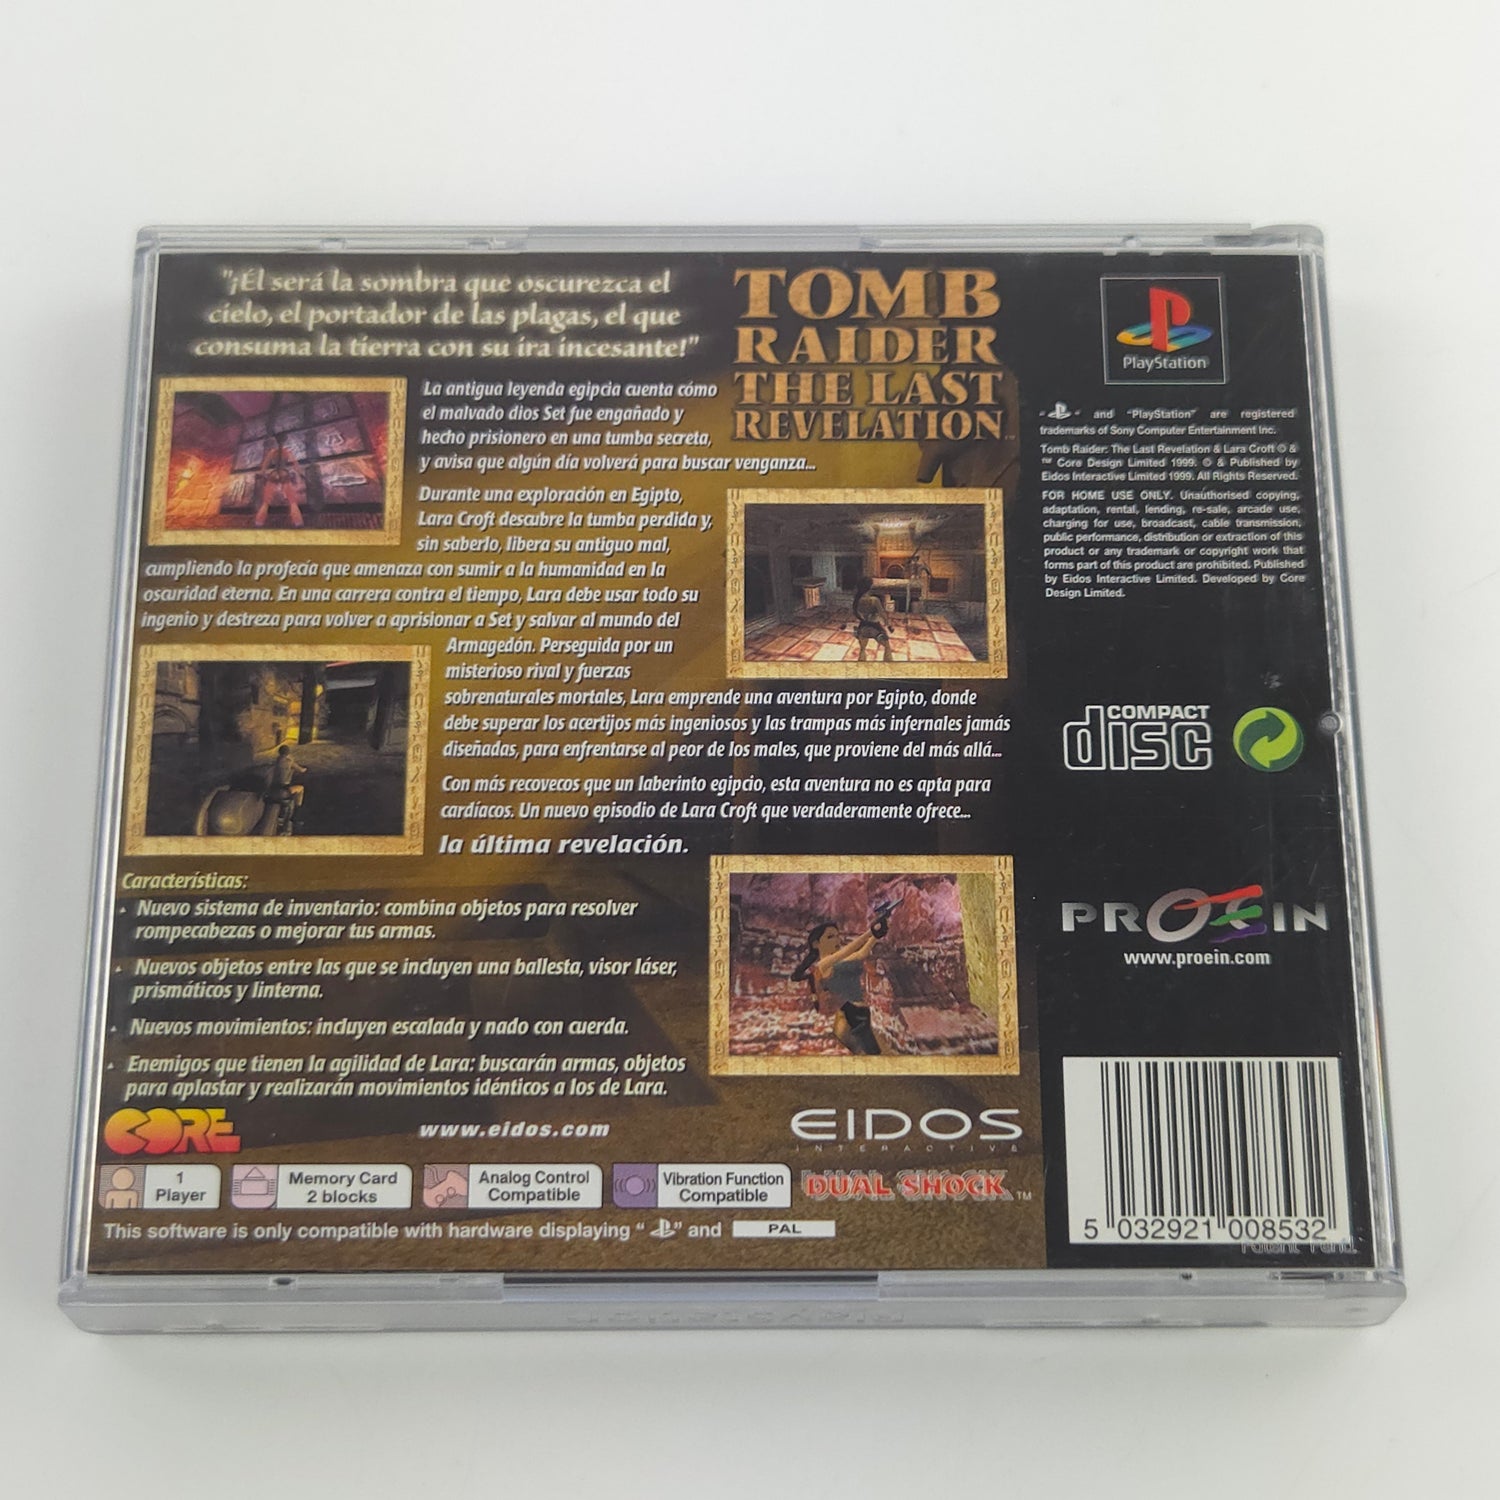 "¡Él será la sombra que oscurezca el
cielo, el portador de las plagas, el que
consuma la tierra con su ira incesante!"
TOMB
RAIDER
THE LAST
REVELATION
La antigua leyenda egipcia cuenta cómo
el malvado dios Set fue engañado y
hecho prisionero en una tumba secreta,
y avisa que algún día volverá para buscar venganza...
Durante una exploración en Egipto,
Lara Croft descubre la tumba perdida y,
sin saberlo, libera su antiguo mal,
cumpliendo la profecía que amenaza con sumir a la humanidad en la
oscuridad eterna. En una carrera contra el tiempo, Lara debe usar todo su
ingenio y destreza para volver a aprisionar a Set y salvar al mundo del
Armagedón. Perseguida por un
misterioso rival y fuerzas
sobrenaturales mortales, Lara emprende una aventura por Egipto, donde
debe superar los acertijos más ingeniosos y las trampas más infernales jamás
diseñadas, para enfrentarse al peor de los males, que proviene del más allá...
Con más recovecos que un laberinto egipcio, esta aventura no es apta para
cardíacos. Un nuevo episodio de Lara Croft que verdaderamente ofrece...
la última revelación.
Características:
• Nuevo sistema de inventario: combina objetos para resolver
rompecabezas o mejorar tus armas.
• Nuevos objetos entre las que se incluyen una ballesta, visor láser,
prismáticos y linterna.
• Nuevos movimientos: incluyen escalada y nado con cuerda.
• Enemigos que tienen la agilidad de Lara: buscarán armas, objetos
para aplastar y realizarán movimientos idénticos a los de Lara.
CORE
www.eidos.com
EIDOS
INTERACTIVE
1
Player
Memory Card
2 blocks
Analog Control
Compatible
Vibration Function
Compatible
DUAL SHOCK™
This software is only compatible with hardware displaying " " and PAL
PlayStation
" " and "PlayStation" are registered
trademarks of Sony Computer Entertainment Inc.
Tomb Raider: The Last Revelation & Lara Croft © &
™ Core Design Limited 1999. © & Published by
Eidos Interactive Limited 1999. All Rights Reserved.
FOR HOME USE ONLY. Unauthorised copying,
adaptation, rental, lending, re-sale, arcade use,
charging for use, broadcast, cable transmission,
public performance, distribution or extraction of this
product or any trademark or copyright work that
forms part of this product are prohibited. Published
by Eidos Interactive Limited. Developed by Core
Design Limited.
COMPACT
disc
PROEIN
www.proein.com
5 032921 008532